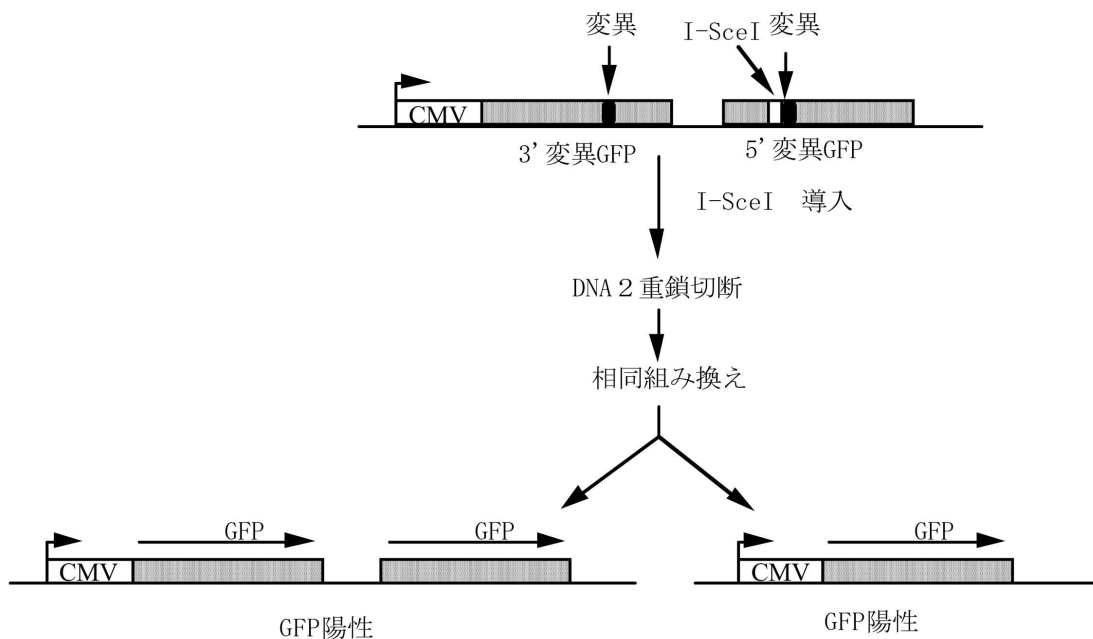 変異
I-SceI 変異
CMV
3’変異GFP
5’変異GFP
I-SceI　導入
DNA２重鎖切断
相同組み換え
GFP
GFP
GFP
CMV
CMV
GFP陽性
GFP陽性